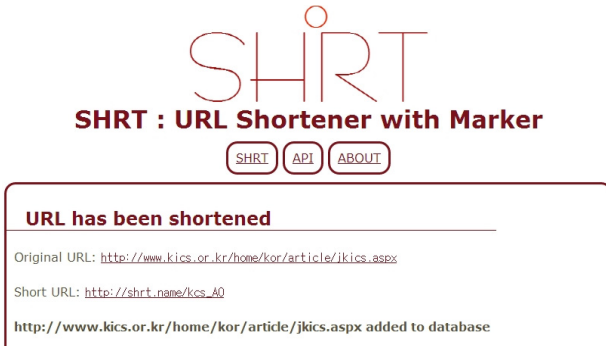 SHRT
SHRT : URL Shortener with Marker
SHRT API ABOUT
URL has been shortened
Original URL: http://www.kics.or.kr/home/kor/article/jkics.aspx
Short URL: http://shrt.name/kcs_A0
http://www.kics.or.kr/home/kor/article/jkics.aspx added to database